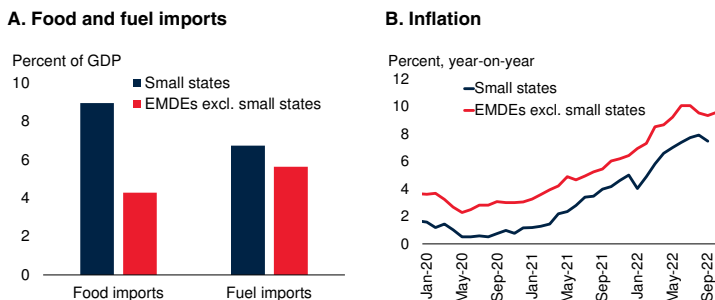 A. Food and fuel imports
Percent of GDP
10
8
6
4
2
0
Small states
EMDEs excl. small states
Food imports
Fuel imports
B. Inflation
Percent, year-on-year
12
10
8
6
4
2
0
Small states
EMDEs excl. small states
Jan-20
May-20
Sep-20
Jan-21
May-21
Sep-21
Jan-22
May-22
Sep-22